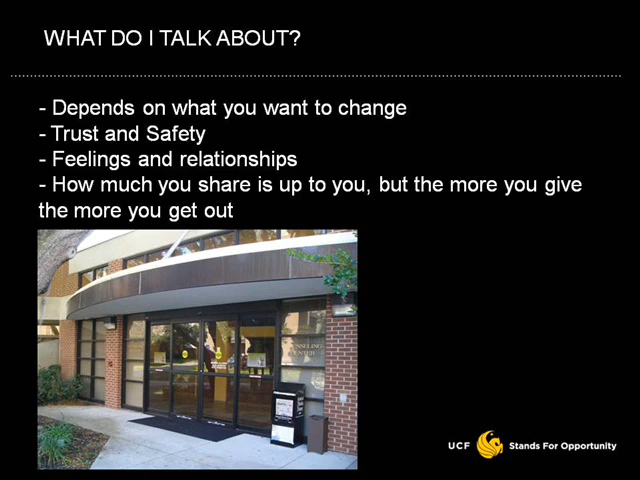 WHAT DO I TALK ABOUT?
- Depends on what you want to change
- Trust and Safety
- Feelings and relationships
- How much you share is up to you, but the more you give
the more you get out
CENTER
UCF Stands For Opportunity